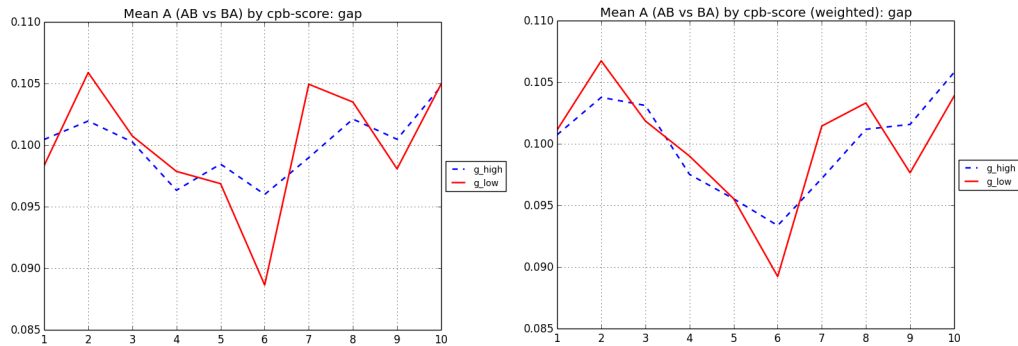 Mean A (AB vs BA) by cpb-score: gap
0.110
0.105
0.100
0.095
0.090
0.085
1 2 3 4 5 6 7 8 9 10
g_high
g_low
Mean A (AB vs BA) by cpb-score (weighted): gap
0.110
0.105
0.100
0.095
0.090
0.085
1 2 3 4 5 6 7 8 9 10
g_high
g_low